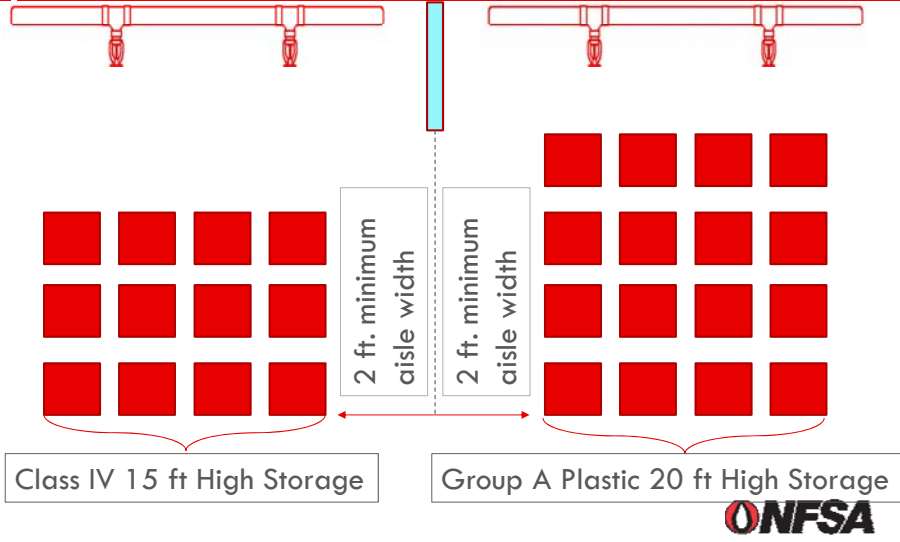 2 ft. minimum
aisle width
2 ft. minimum
aisle width
Class IV 15 ft High Storage
Group A Plastic 20 ft High Storage
NFSA